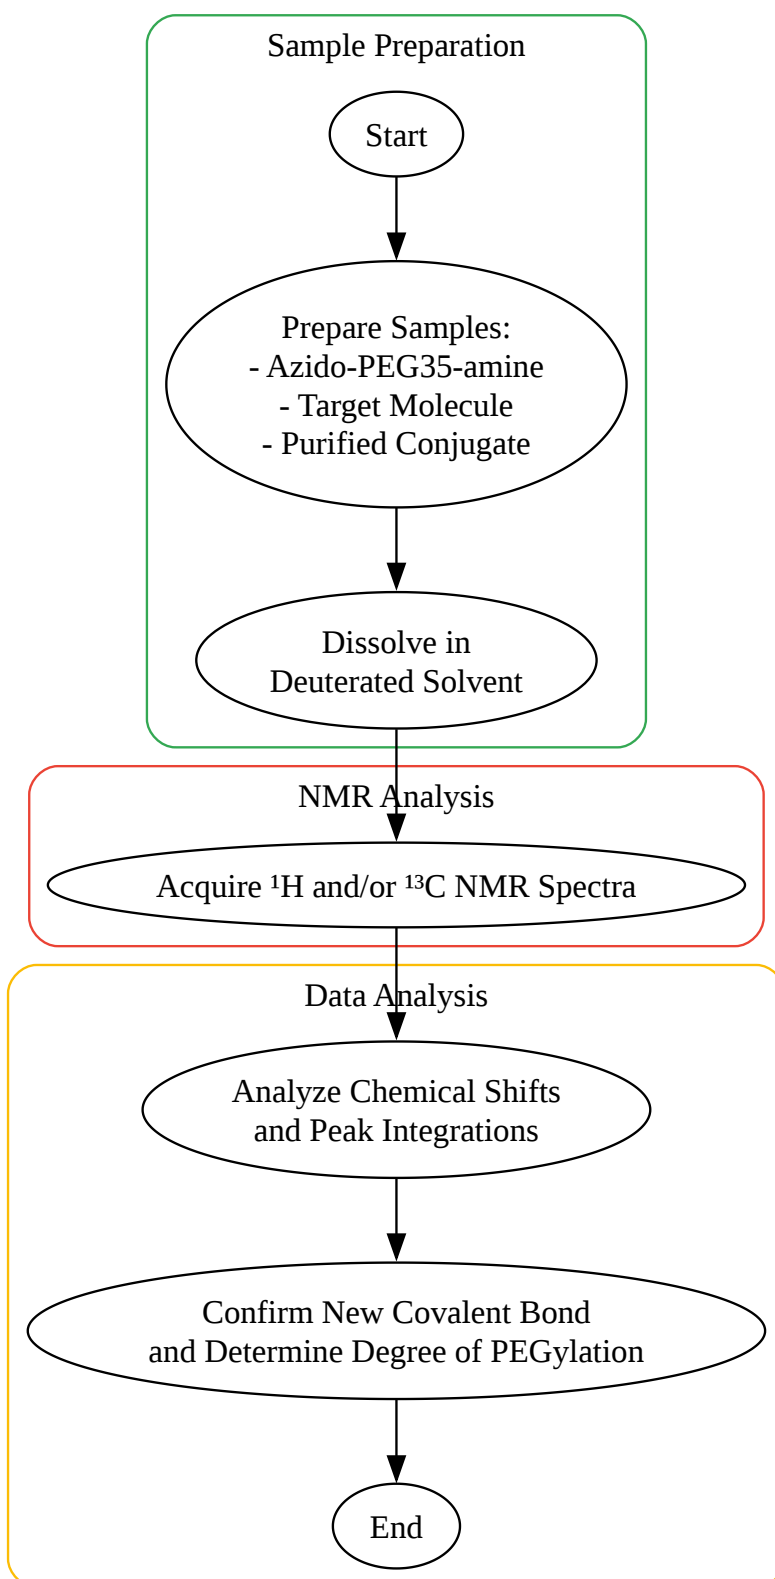 Sample Preparation
Start
Prepare Samples:
- Azido-PEG35-amine
- Target Molecule
- Purified Conjugate
Dissolve in
Deuterated Solvent
NMR Analysis
Acquire ¹H and/or ¹³C NMR Spectra
Data Analysis
Analyze Chemical Shifts
and Peak Integrations
Confirm New Covalent Bond
and Determine Degree of PEGylation
End